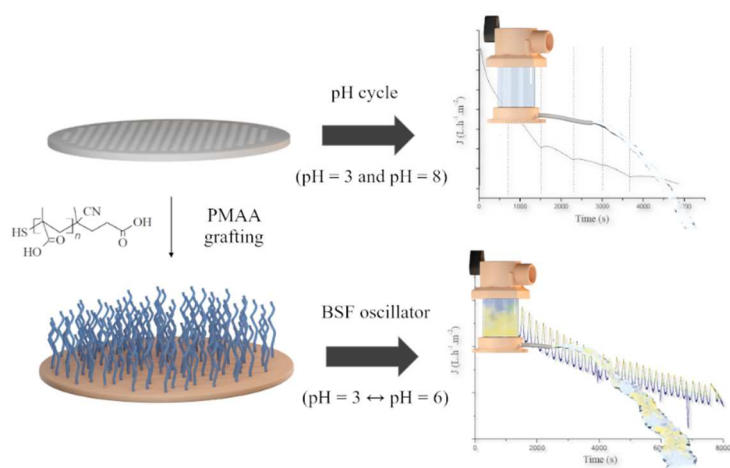 pH cycle
(pH = 3 and pH = 8)
J (L.h⁻¹.m⁻²)
0 1000 2000 3000 4000
Time (s)
HS
n
CN
HO
O
O
OH
PMAA
grafting
BSF oscillator
(pH = 3 ↔ pH = 6)
J (L.h⁻¹.m⁻²)
0 2000 4000 6000 8000
Time (s)